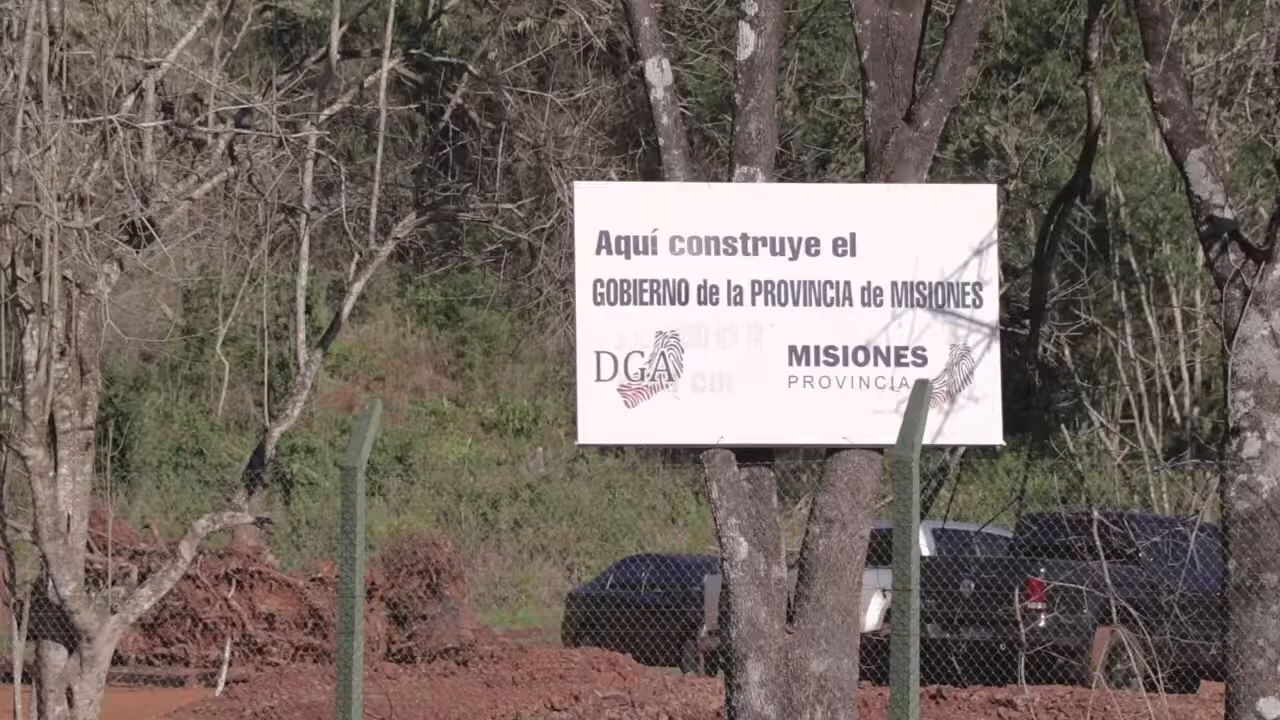 Aquí construye el
GOBIERNO de la PROVINCIA de MISIONES
DGA
MISIONES
PROVINCIA